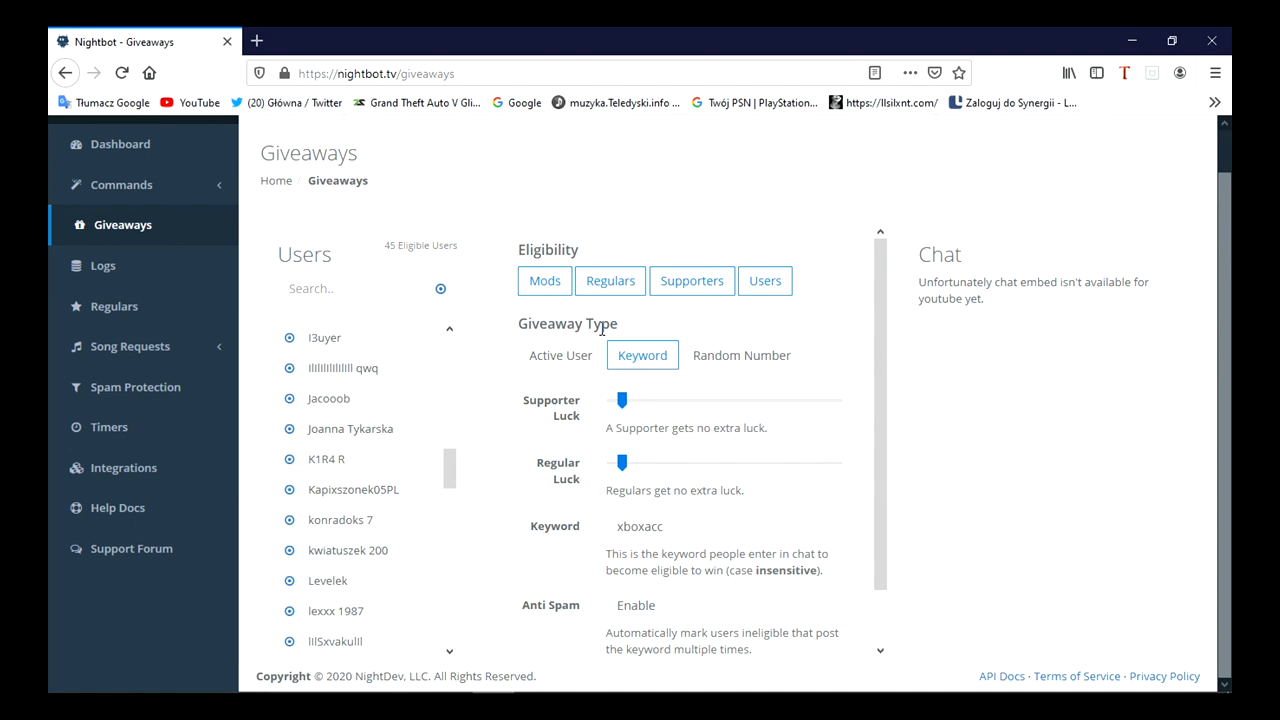 Nightbot - Giveaways
https://nightbot.tv/giveaways
Tłumacz Google
YouTube
(20) Główna / Twitter
Grand Theft Auto V Gli...
Google
muzyka.Teledyski.info ...
Twój PSN | PlayStation...
https://llsilxnt.com/
Zaloguj do Synergii - L...
Dashboard
Commands
Giveaways
Logs
Regulars
Song Requests
Spam Protection
Timers
Integrations
Help Docs
Support Forum
Giveaways
Home / Giveaways
Users
45 Eligible Users
Search..
I3uyer
Jacooob
Joanna Tykarska
K1R4 R
Kapixszonek05PL
konradoks 7
kwiatuszek 200
Levelek
lexxx 1987
Eligibility
Mods
Regulars
Supporters
Users
Giveaway Type
Active User
Keyword
Random Number
Supporter
Luck
A Supporter gets no extra luck.
Regular
Luck
Regulars get no extra luck.
Keyword
xboxacc
This is the keyword people enter in chat to
become eligible to win (case insensitive).
Anti Spam
Enable
Automatically mark users ineligible that post
the keyword multiple times.
Chat
Unfortunately chat embed isn't available for
youtube yet.
Copyright © 2020 NightDev, LLC. All Rights Reserved.
API Docs · Terms of Service · Privacy Policy